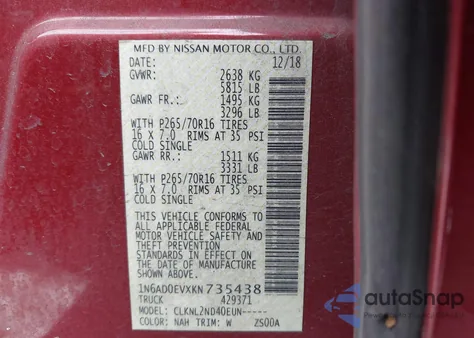 MFD BY NISSAN MOTOR CO., LTD.
DATE: 12/18
GVWR: 2638 KG
5815 LB
GAWR FR.: 1495 KG
3296 LB
WITH P265/70R16 TIRES
16 X 7.0 RIMS AT 35 PSI
COLD SINGLE
GAWR RR.: 1511 KG
3331 LB
WITH P265/70R16 TIRES
16 X 7.0 RIMS AT 35 PSI
COLD SINGLE
THIS VEHICLE CONFORMS TO
ALL APPLICABLE FEDERAL
MOTOR VEHICLE SAFETY AND
THEFT PREVENTION
STANDARDS IN EFFECT ON
THE DATE OF MANUFACTURE
SHOWN ABOVE.
1N6AD0EVXKN735438
TRUCK 429371
MODEL: CLKNL2ND40EUN-----
COLOR: NAH TRIM: W ZS00A
autoSnap